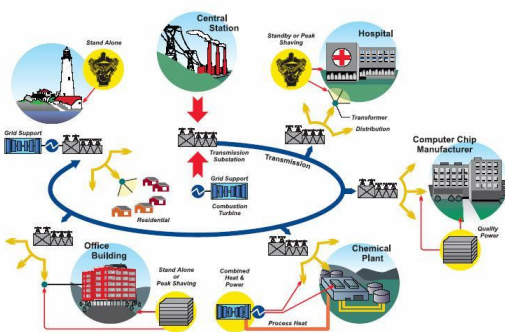 Stand Alone
Central
Station
Standby or Peak
Shaving
Hospital
Transformer
Distribution
Grid Support
Transmission
Substation
Transmission
Computer Chip
Manufacturer
Grid Support
Combustion
Turbine
Residential
Quality
Power
Office
Building
Stand Alone
or
Peak Shaving
Combined
Heat &
Power
Chemical
Plant
Process Heat